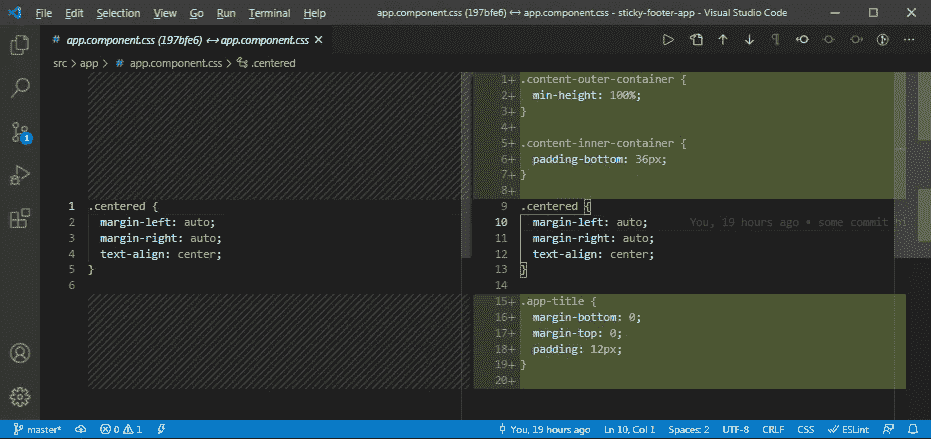 File Edit Selection View Go Run Terminal Help app.component.css (197bfe6) ↔ app.component.css - sticky-footer-app - Visual Studio Code
# app.component.css (197bfe6) ↔ app.component.css ×
src > app > # app.component.css > .centered
1
1 .centered {
2 margin-left: auto;
3 margin-right: auto;
4 text-align: center;
5 }
6
1+ .content-outer-container {
2+ min-height: 100%;
3+ }
4+
5+ .content-inner-container {
6+ padding-bottom: 36px;
7+ }
8+
9 .centered {
10 margin-left: auto; You, 19 hours ago • some commit
11 margin-right: auto;
12 text-align: center;
13 }
14
15+ .app-title {
16+ margin-bottom: 0;
17+ margin-top: 0;
18+ padding: 12px;
19+ }
20+
master* 0 1 You, 19 hours ago Ln 10, Col 1 Spaces: 2 UTF-8 CRLF CSS ESLint